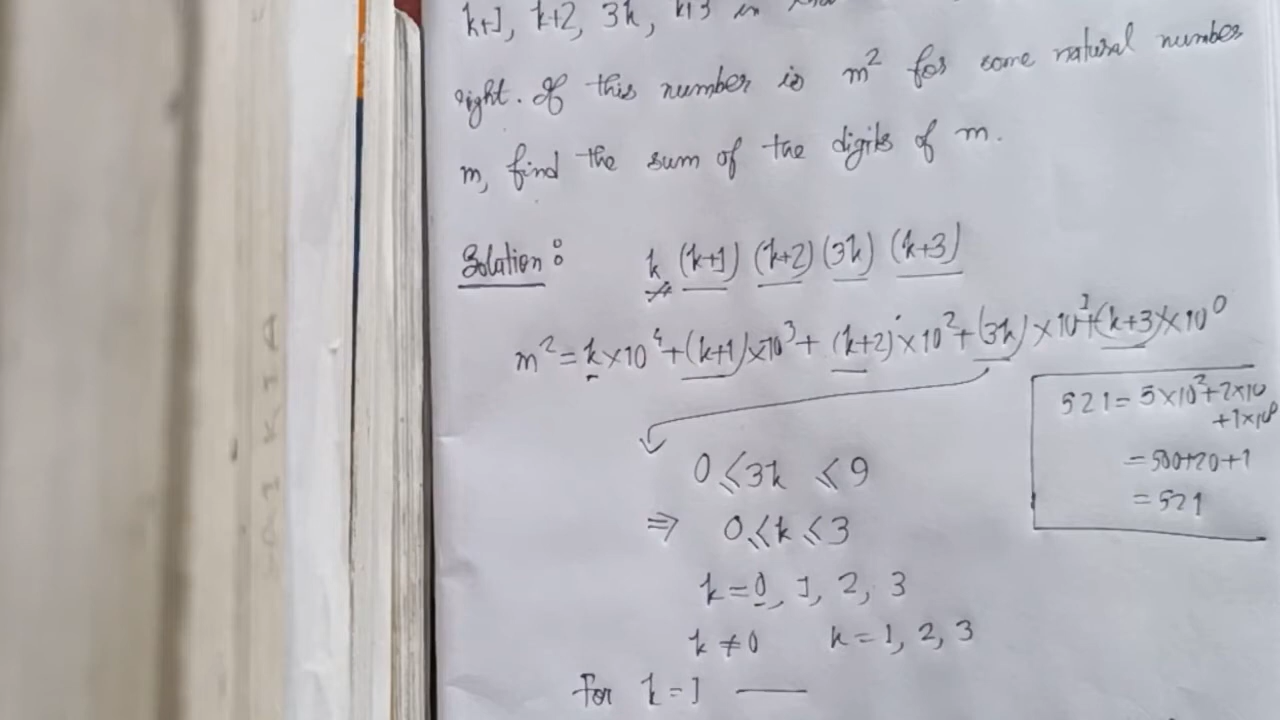 k+1, k+2, 3k, k+3 in
right. If this number is m² for some natural number
m, find the sum of the digits of m.
Solution : k (k+1) (k+2) (3k) (k+3)
m² = k×10⁴+(k+1)×10³+ (k+2)×10²+(3k)×10¹+(k+3)×10⁰
521= 5×10²+2×10
+1×10⁰
=500+20+1
=521
0 ≤ 3k ≤ 9
⇒ 0 ≤ k ≤ 3
k = 0, 1, 2, 3
k ≠ 0 k = 1, 2, 3
For k = 1 —